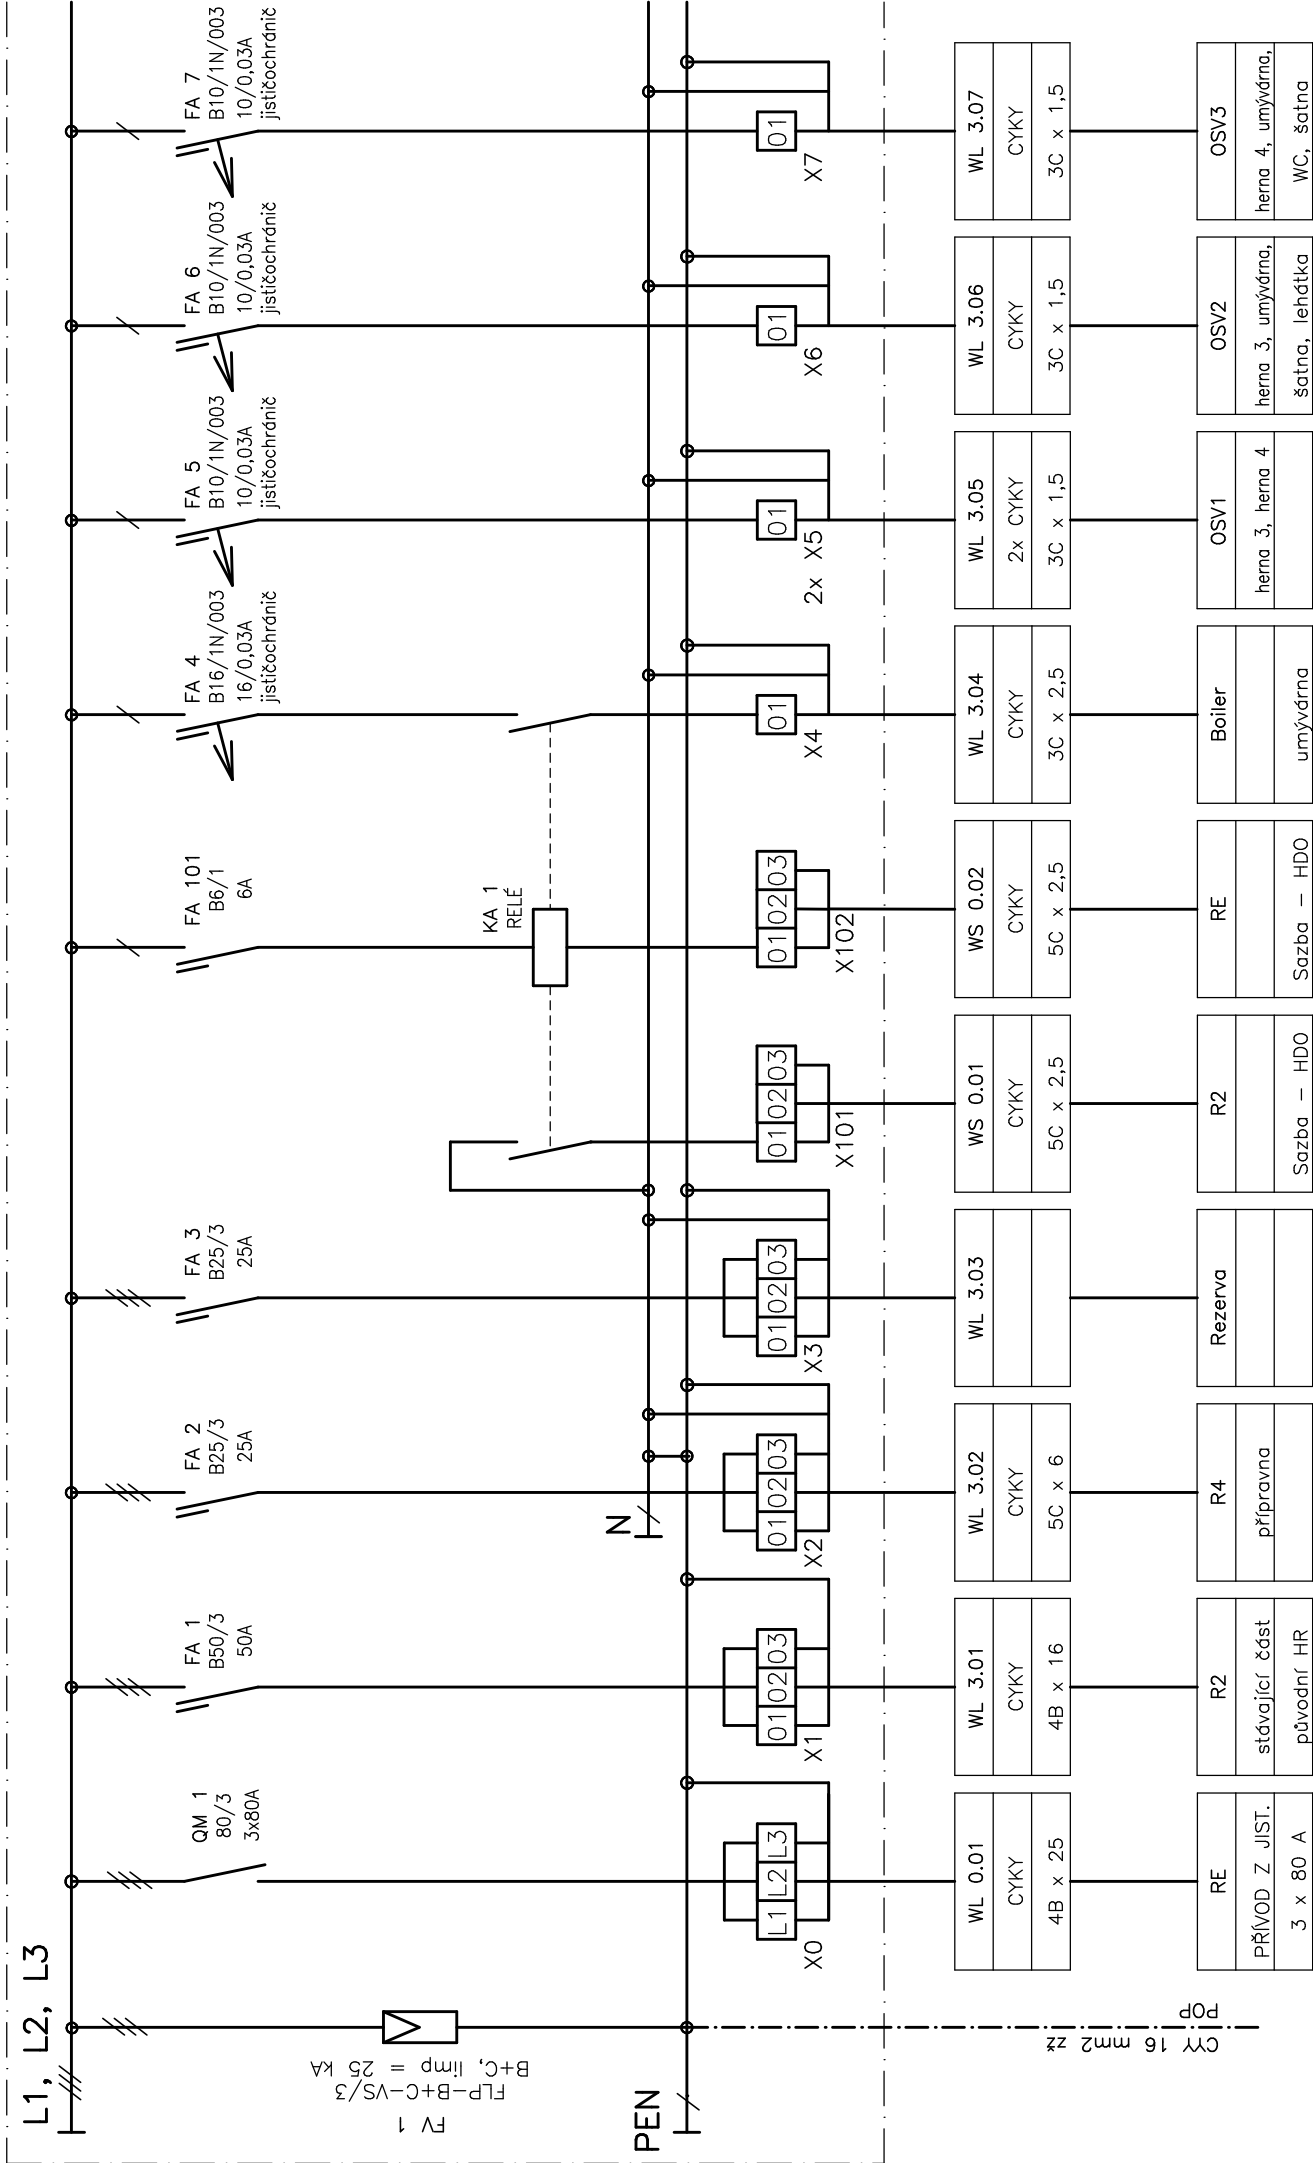 L1, L2, L3
FV 1
FLP-B+C-VS/3
B+C, Iimp = 25 kA
PEN
N
CYY 16 mm2 zž
POP
QM 1
80/3
3x80A
L1 L2 L3
X0
WL 0.01
CYKY
4B x 25
RE
PŘÍVOD Z JIST.
3 x 80 A
FA 1
B50/3
50A
01 02 03
X1
WL 3.01
CYKY
4B x 16
R2
stávající část
původní HR
FA 2
B25/3
25A
01 02 03
X2
WL 3.02
CYKY
5C x 6
R4
přípravna
FA 3
B25/3
25A
01 02 03
X3
WL 3.03
Rezerva
01 02 03
X101
WS 0.01
CYKY
5C x 2,5
R2
Sazba - HDO
FA 101
B6/1
6A
KA 1
RELÉ
01 02 03
X102
WS 0.02
CYKY
5C x 2,5
RE
Sazba - HDO
FA 4
B16/1N/003
16/0,03A
jističochránič
01
X4
WL 3.04
CYKY
3C x 2,5
Boiler
umývárna
FA 5
B10/1N/003
10/0,03A
jističochránič
01
2x X5
WL 3.05
2x CYKY
3C x 1,5
OSV1
herna 3, herna 4
FA 6
B10/1N/003
10/0,03A
jističochránič
01
X6
WL 3.06
CYKY
3C x 1,5
OSV2
herna 3, umývárna,
šatna, lehátka
FA 7
B10/1N/003
10/0,03A
jističochránič
01
X7
WL 3.07
CYKY
3C x 1,5
OSV3
herna 4, umývárna,
WC, šatna